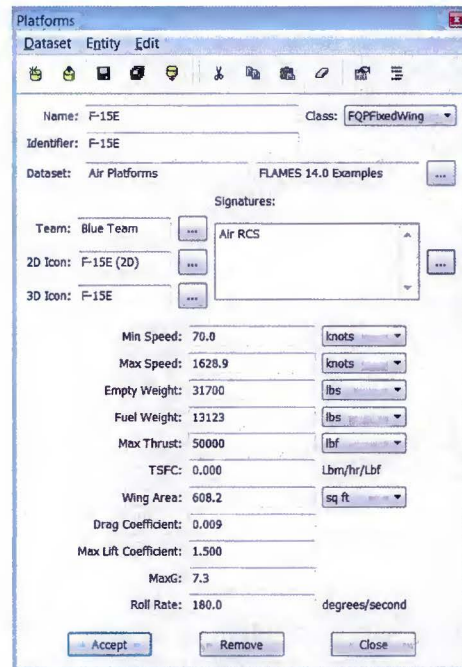 Platforms
Dataset Entity Edit
Name: F-15E Class: FQPFixedWing
Identifier: F-15E
Dataset: Air Platforms FLAMES 14.0 Examples ...
Signatures:
Team: Blue Team ... Air RCS
2D Icon: F-15E (2D) ... ...
3D Icon: F-15E ...
Min Speed: 70.0 knots
Max Speed: 1628.9 knots
Empty Weight: 31700 lbs
Fuel Weight: 13123 lbs
Max Thrust: 50000 lbf
TSFC: 0.000 Lbm/hr/Lbf
Wing Area: 608.2 sq ft
Drag Coefficient: 0.009
Max Lift Coefficient: 1.500
MaxG: 7.3
Roll Rate: 180.0 degrees/second
Accept Remove Close